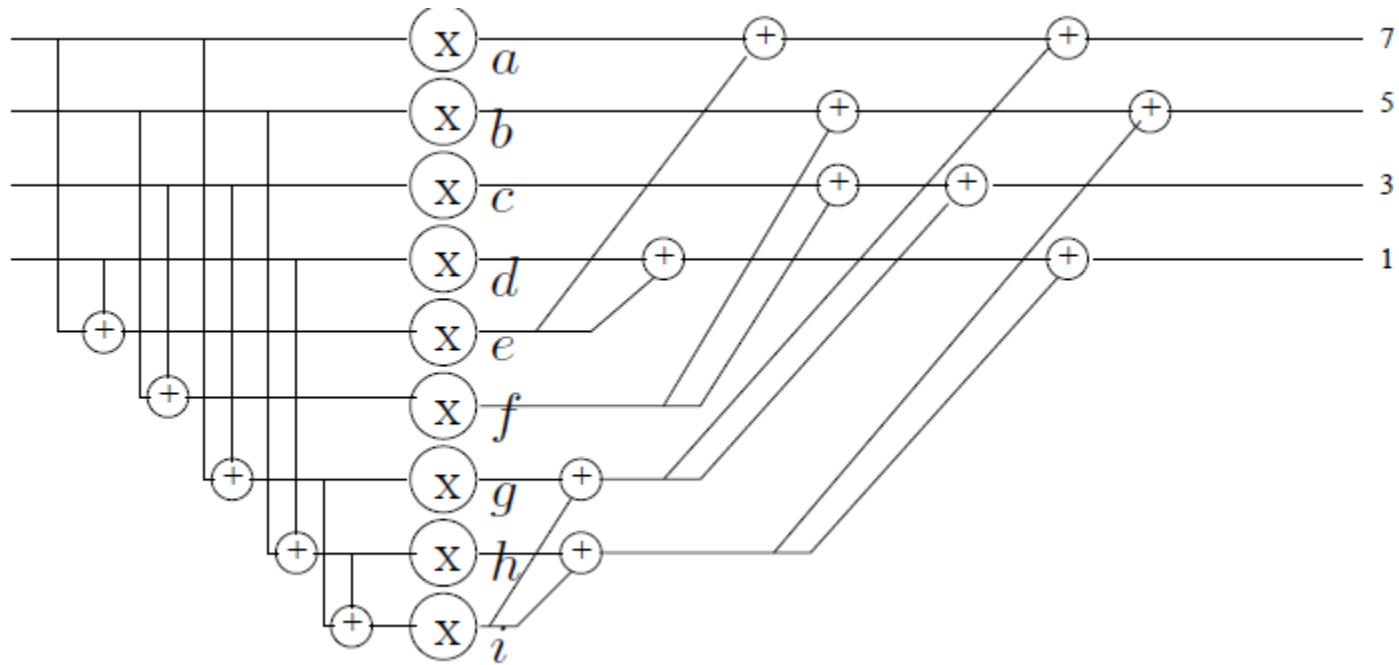 x a + + 7
x b + + 5
x c + + 3
x d + + 1
+ x e
+ x f
+ x g +
+ x h +
+ x i